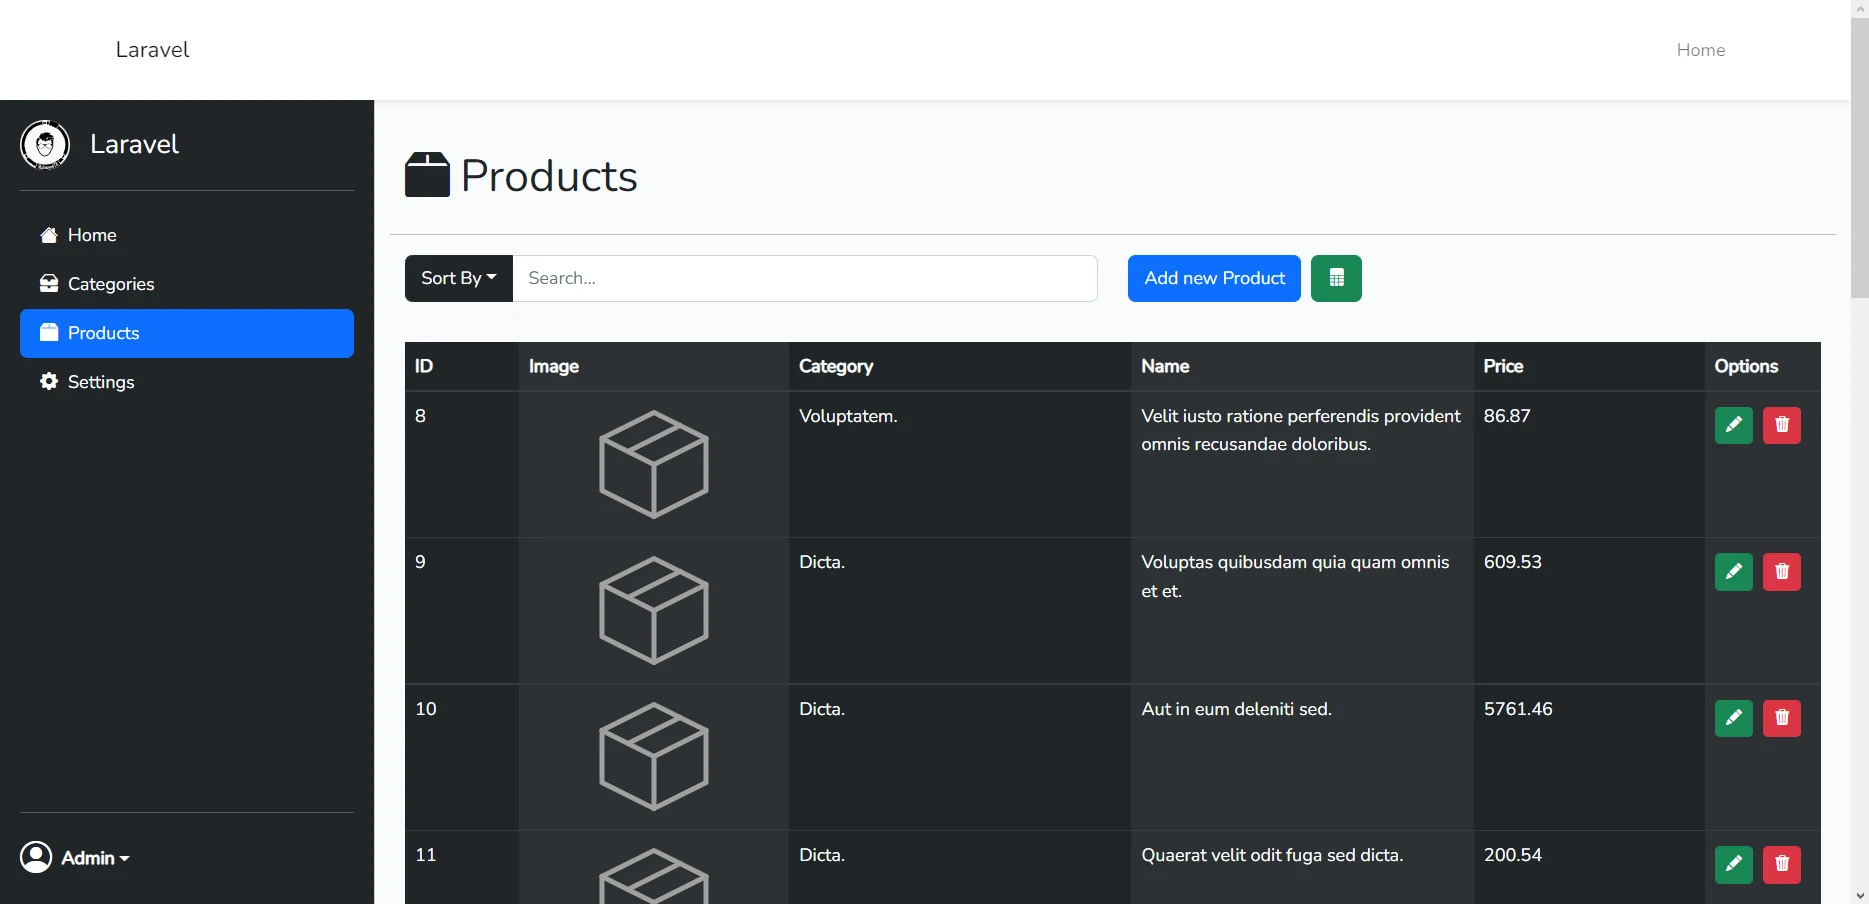 Laravel
Home
Laravel
Home
Categories
Products
Settings
Admin
Products
Sort By
Search...
Add new Product
ID Image Category Name Price Options
8 Voluptatem. Velit iusto ratione perferendis provident 86.87
omnis recusandae doloribus.
9 Dicta. Voluptas quibusdam quia quam omnis 609.53
et et.
10 Dicta. Aut in eum deleniti sed. 5761.46
11 Dicta. Quaerat velit odit fuga sed dicta. 200.54